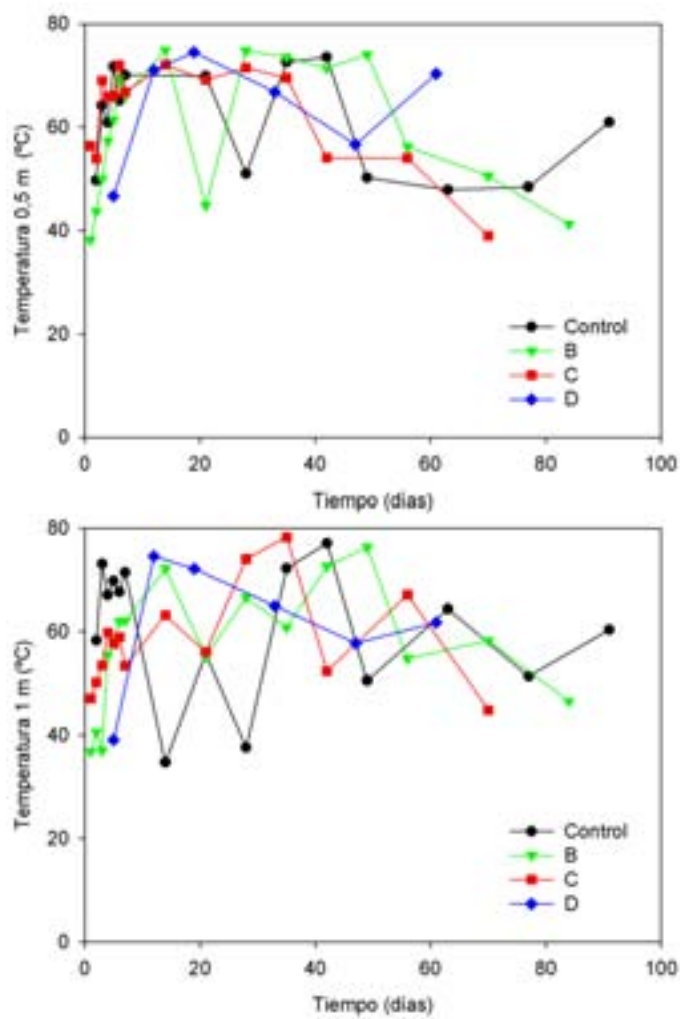 80
60
40
20
0
Temperatura 0,5 m (ºC)
Control
B
C
D
0 20 40 60 80 100
Tiempo (días)
80
60
40
20
0
Temperatura 1 m (ºC)
Control
B
C
D
0 20 40 60 80 100
Tiempo (días)